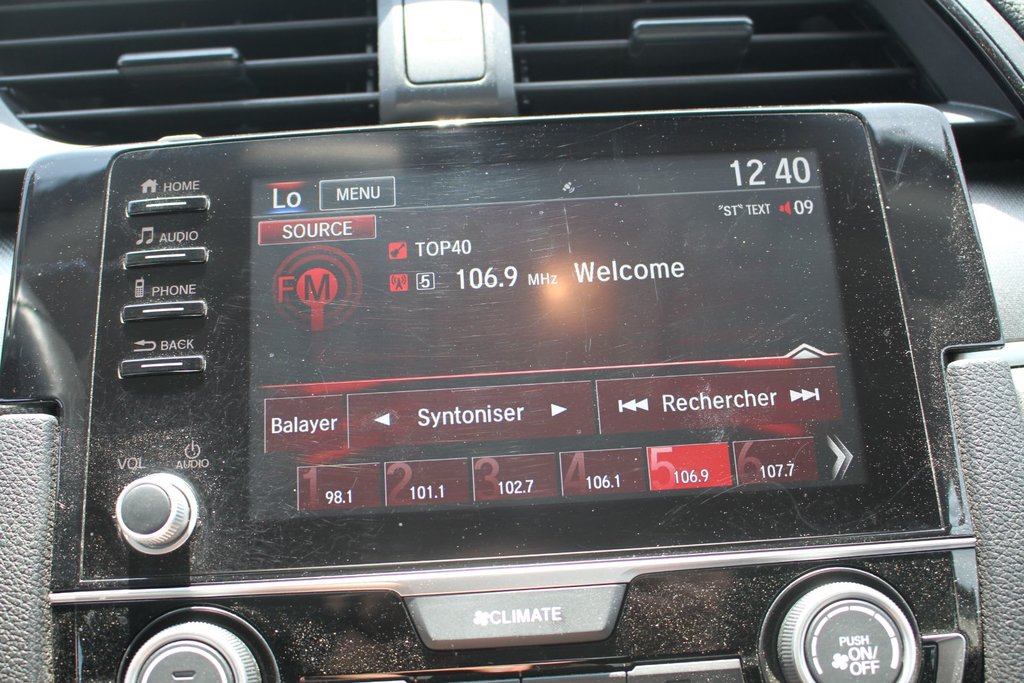 HOME
AUDIO
PHONE
BACK
VOL AUDIO
Lo MENU 12 40
SOURCE "ST" TEXT 09
FM
TOP40
5 106.9 MHz Welcome
Balayer Syntoniser Rechercher
1 98.1 2 101.1 3 102.7 4 106.1 5 106.9 6 107.7
CLIMATE
PUSH
ON/
OFF